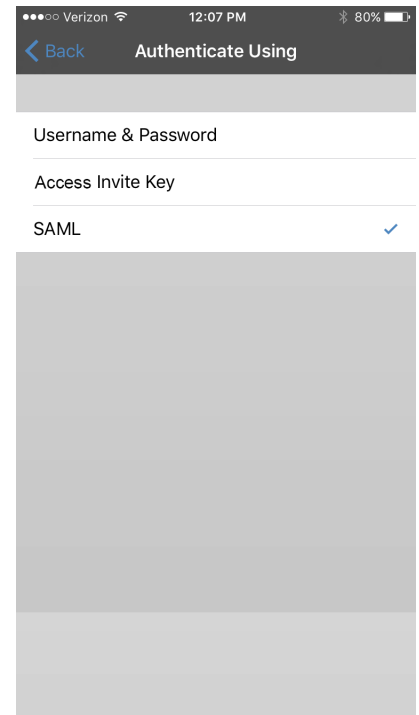 Verizon 12:07 PM 80%
Back Authenticate Using
Username & Password
Access Invite Key
SAML